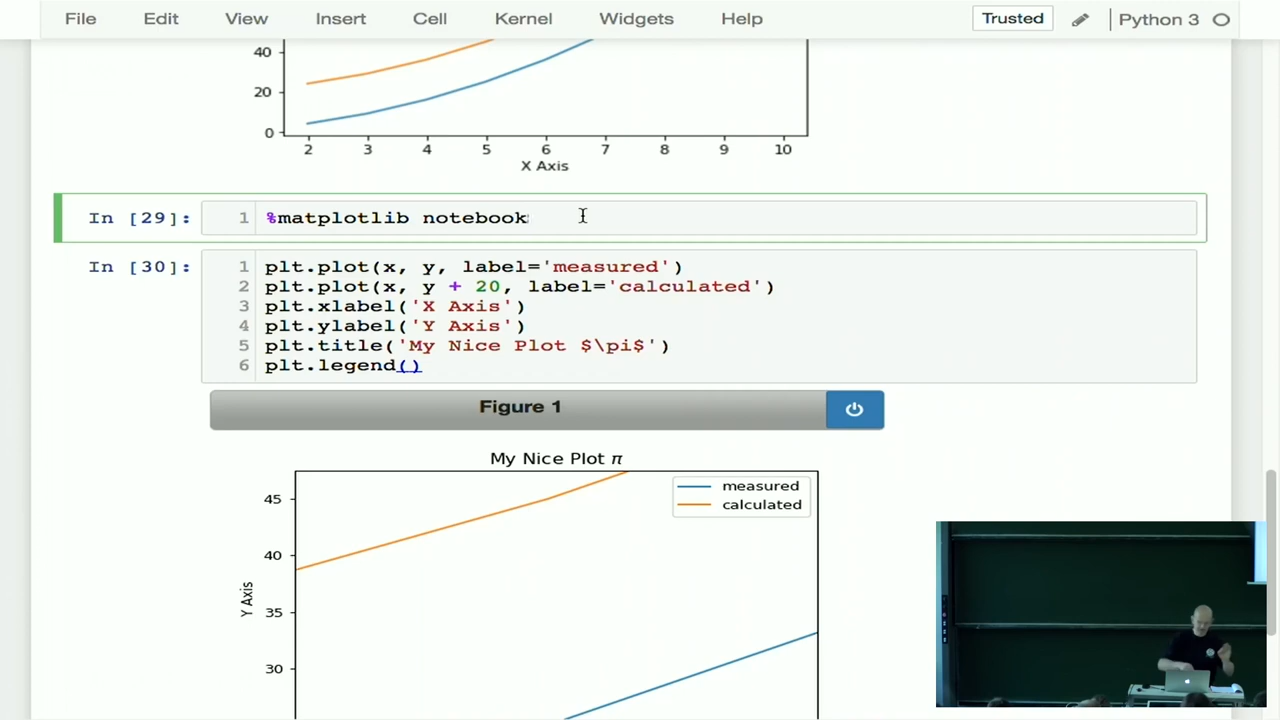 File Edit View Insert Cell Kernel Widgets Help Trusted Python 3
40
20
0
2 3 4 5 6 7 8 9 10
X Axis
In [29]: 1 %matplotlib notebook
In [30]: 1 plt.plot(x, y, label='measured')
2 plt.plot(x, y + 20, label='calculated')
3 plt.xlabel('X Axis')
4 plt.ylabel('Y Axis')
5 plt.title('My Nice Plot $\pi$')
6 plt.legend()
Figure 1
My Nice Plot π
measured
calculated
45
40
35
30
Y Axis